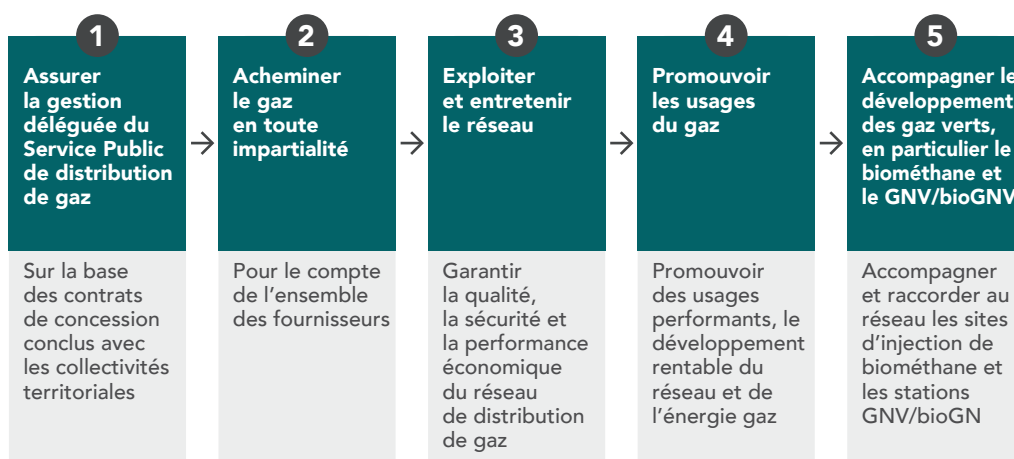 1
Assurer
la gestion
déléguée du
Service Public
de distribution
de gaz
Sur la base
des contrats
de concession
conclus avec
les collectivités
territoriales
2
Acheminer
le gaz
en toute
impartialité
Pour le compte
de l'ensemble
des fournisseurs
3
Exploiter
et entretenir
le réseau
Garantir
la qualité,
la sécurité et
la performance
économique
du réseau
de distribution
de gaz
4
Promouvoir
les usages
du gaz
Promouvoir
des usages
performants, le
développement
rentable du
réseau et de
l'énergie gaz
5
Accompagner le
développement
des gaz verts,
en particulier le
biométhane et
le GNV/bioGNV
Accompagner
et raccorder au
réseau les sites
d'injection de
biométhane et
les stations
GNV/bioGN